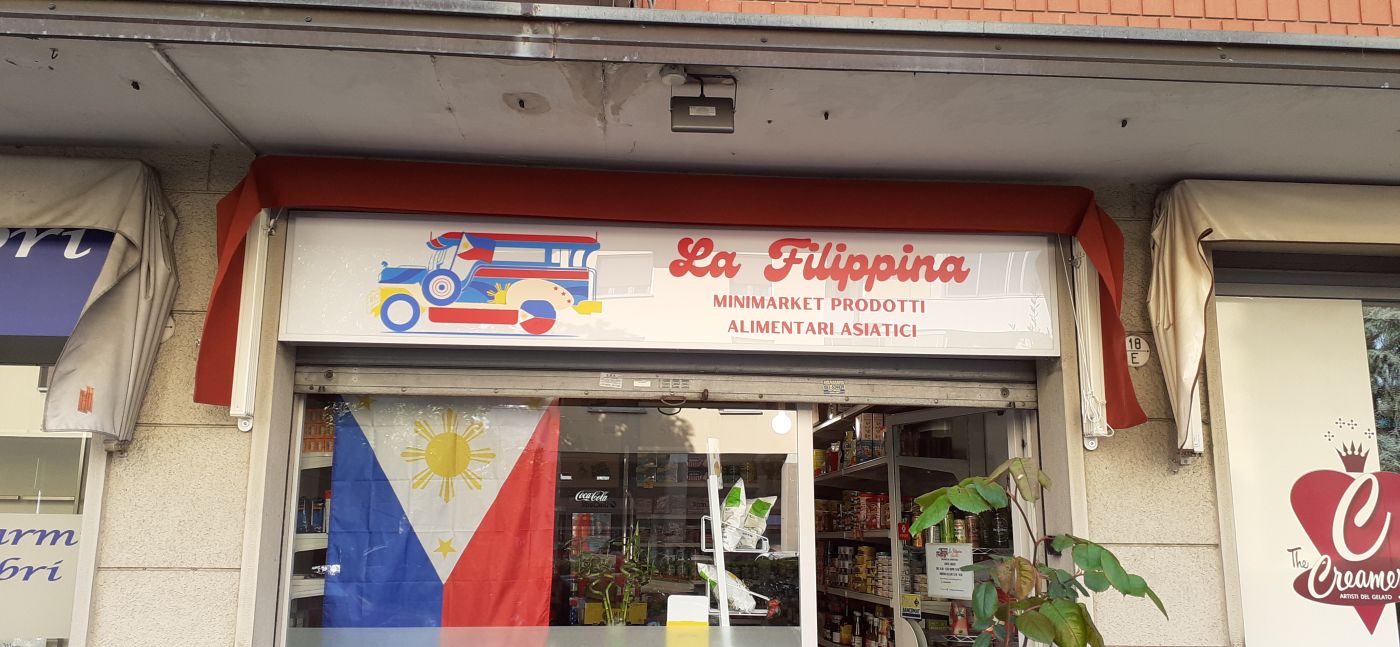 La Filippina
MINIMARKET PRODOTTI
ALIMENTARI ASIATICI
18
E
Coca-Cola
The
Creamer
ARTISTI DEL GELATO